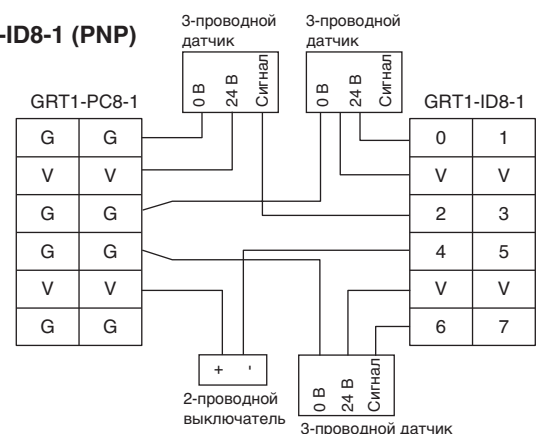 -ID8-1 (PNP)
3-проводной
датчик
3-проводной
датчик
0 В
24 В
Сигнал
0 В
24 В
Сигнал
GRT1-PC8-1
GRT1-ID8-1
G G
V V
G G
G G
V V
G G
0 1
V V
2 3
4 5
V V
6 7
+ -
2-проводной
выключатель
0 В
24 В
Сигнал
3-проводной датчик